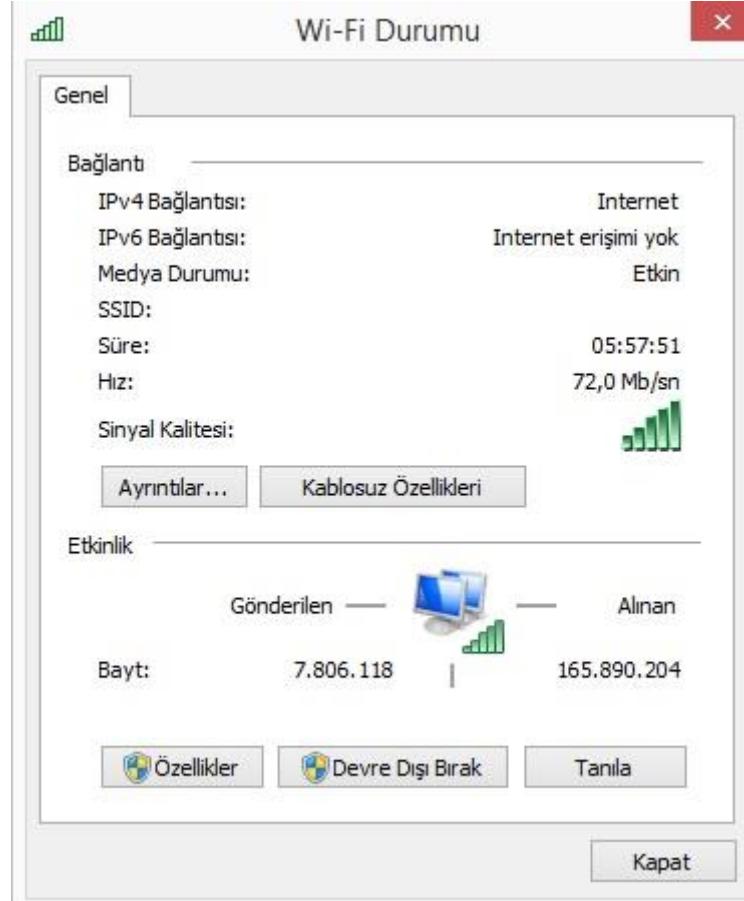 Wi-Fi Durumu
Genel
Bağlantı
IPv4 Bağlantısı: Internet
IPv6 Bağlantısı: Internet erişimi yok
Medya Durumu: Etkin
SSID:
Süre: 05:57:51
Hız: 72,0 Mb/sn
Sinyal Kalitesi:
Ayrıntılar... Kablosuz Özellikleri
Etkinlik
Gönderilen Alınan
Bayt: 7.806.118 165.890.204
Özellikler Devre Dışı Bırak Tanıla
Kapat